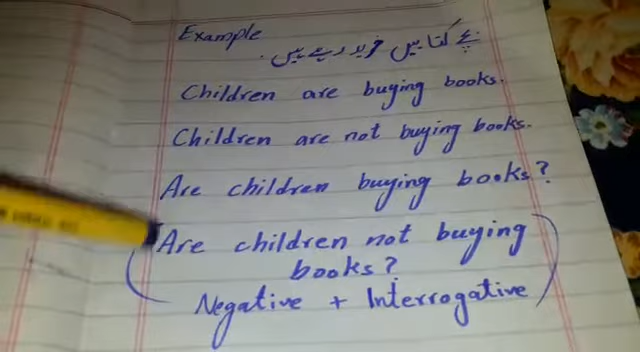 Example
بچے کتابیں خرید رہے ہیں۔
Children are buying books.
Children are not buying books.
Are children buying books?
Are children not buying
books?
Negative + Interrogative